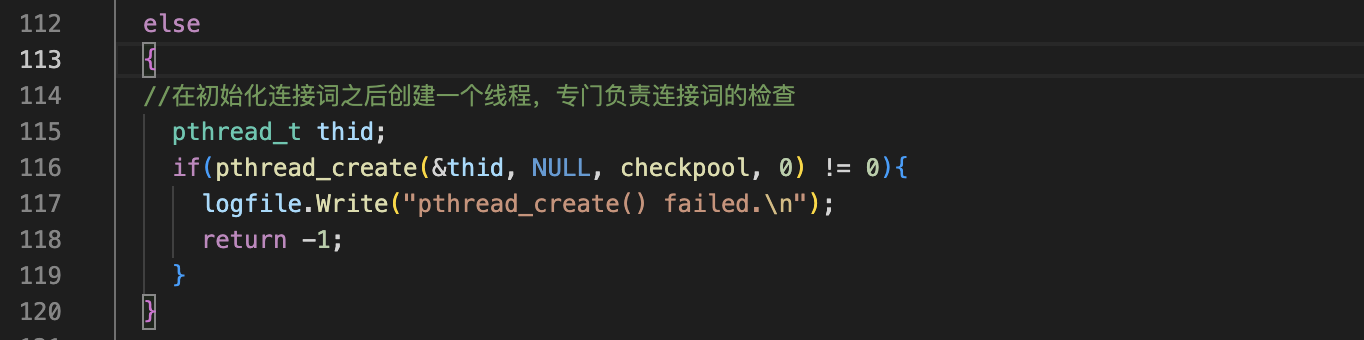 112 else
113 {
114 //在初始化连接词之后创建一个线程，专门负责连接词的检查
115 pthread_t thid;
116 if(pthread_create(&thid, NULL, checkpool, 0) != 0){
117 logfile.Write("pthread_create() failed.\n");
118 return -1;
119 }
120 }